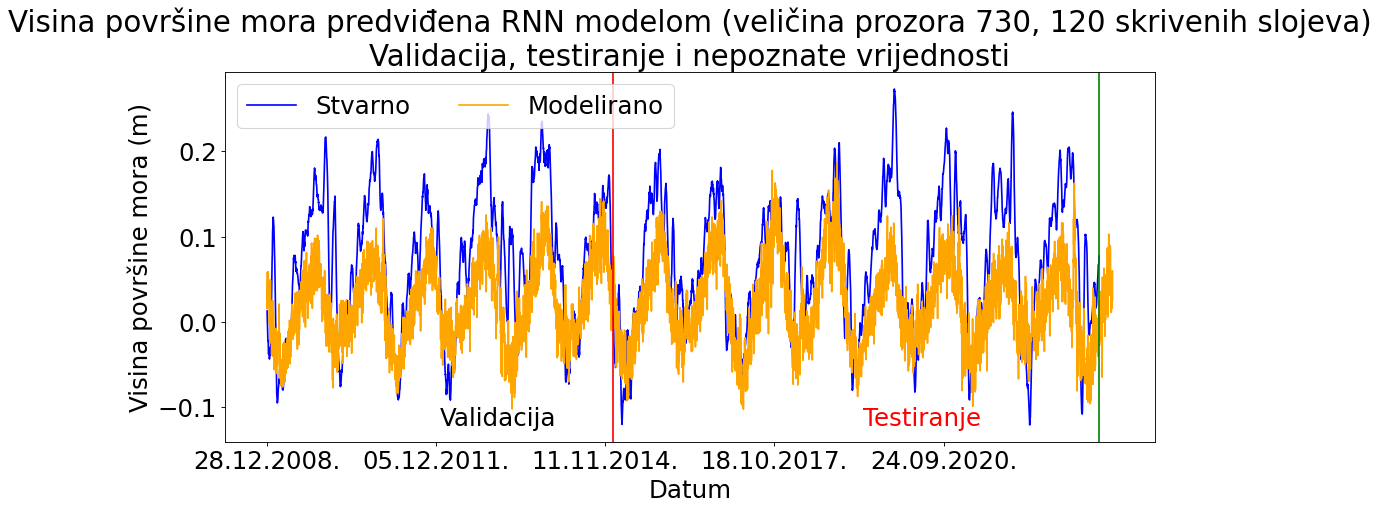 Visina površine mora predviđena RNN modelom (veličina prozora 730, 120 skrivenih slojeva)
Validacija, testiranje i nepoznate vrijednosti
Stvarno Modelirano
Visina površine mora (m)
0.2
0.1
0.0
−0.1
Validacija Testiranje
28.12.2008. 05.12.2011. 11.11.2014. 18.10.2017. 24.09.2020.
Datum